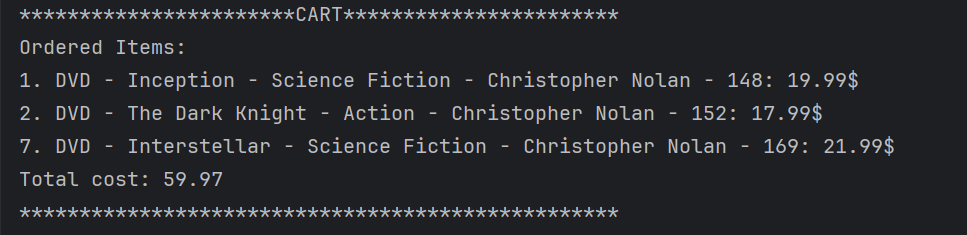 ***********************CART***********************
Ordered Items:
1. DVD - Inception - Science Fiction - Christopher Nolan - 148: 19.99$
2. DVD - The Dark Knight - Action - Christopher Nolan - 152: 17.99$
7. DVD - Interstellar - Science Fiction - Christopher Nolan - 169: 21.99$
Total cost: 59.97
**************************************************